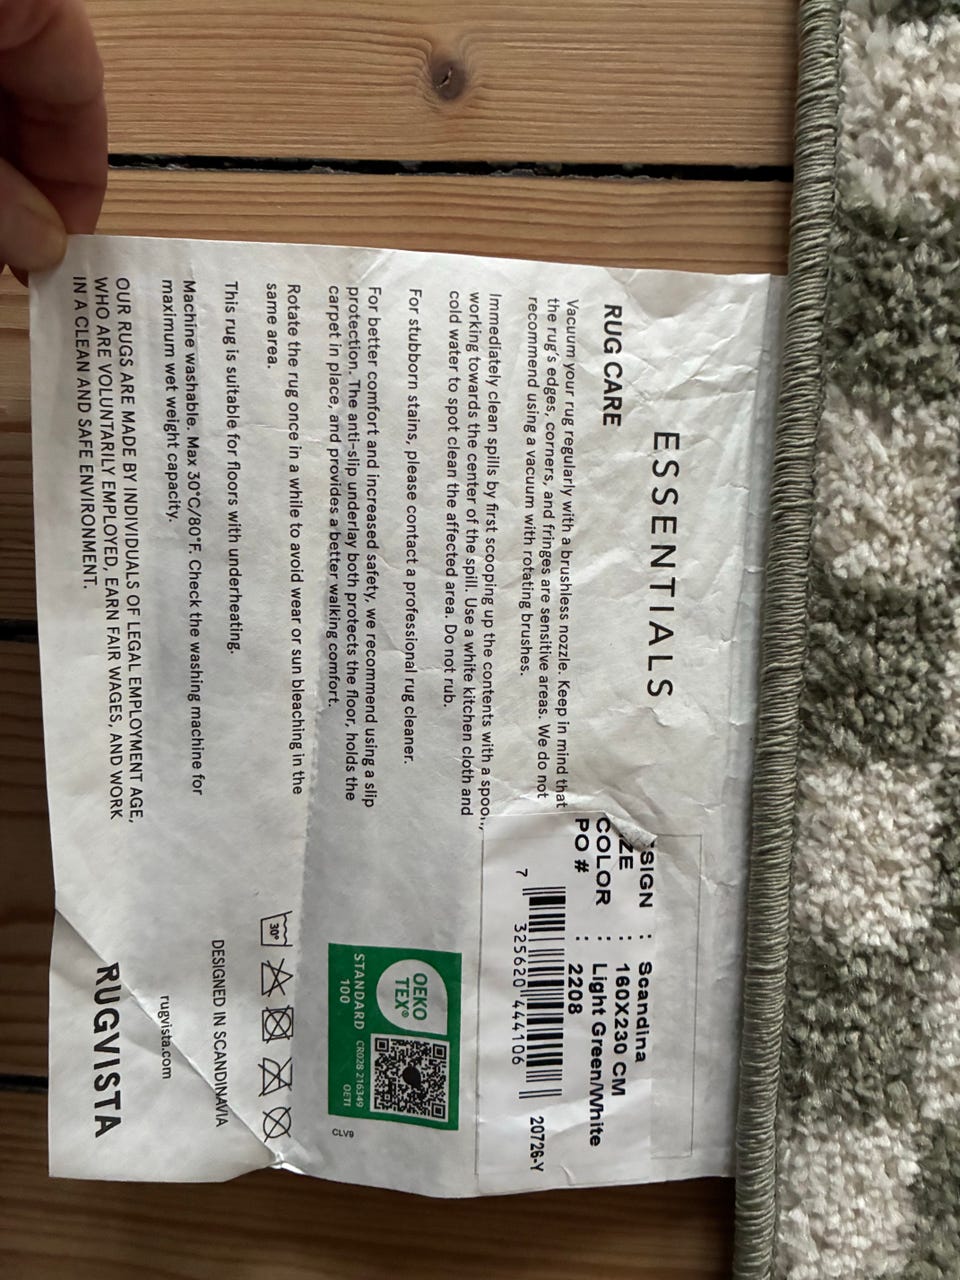 ESSENTIALS
RUG CARE
Vacuum your rug regularly with a brushless nozzle. Keep in mind that
the rug's edges, corners, and fringes are sensitive areas. We do not
recommend using a vacuum with rotating brushes.
Immediately clean spills by first scooping up the contents with a spoon,
working towards the center of the spill. Use a white kitchen cloth and
cold water to spot clean the affected area. Do not rub.
For stubborn stains, please contact a professional rug cleaner.
For better comfort and increased safety, we recommend using a slip
protection. The anti-slip underlay both protects the floor, holds the
carpet in place, and provides a better walking comfort.
Rotate the rug once in a while to avoid wear or sun bleaching in the
same area.
This rug is suitable for floors with underheating.
Machine washable. Max 30°C/80°F. Check the washing machine for
maximum wet weight capacity.
OUR RUGS ARE MADE BY INDIVIDUALS OF LEGAL EMPLOYMENT AGE,
WHO ARE VOLUNTARILY EMPLOYED, EARN FAIR WAGES, AND WORK
IN A CLEAN AND SAFE ENVIRONMENT.
SIGN : Scandina
ZE : 160X230 CM
COLOR : Light Green/White
PO # : 2208
7 325620 444106
20726-Y
OEKO
TEX®
STANDARD
100
CR028 216349
OETI
CLV9
30°
DESIGNED IN SCANDINAVIA
rugvista.com
RUGVISTA